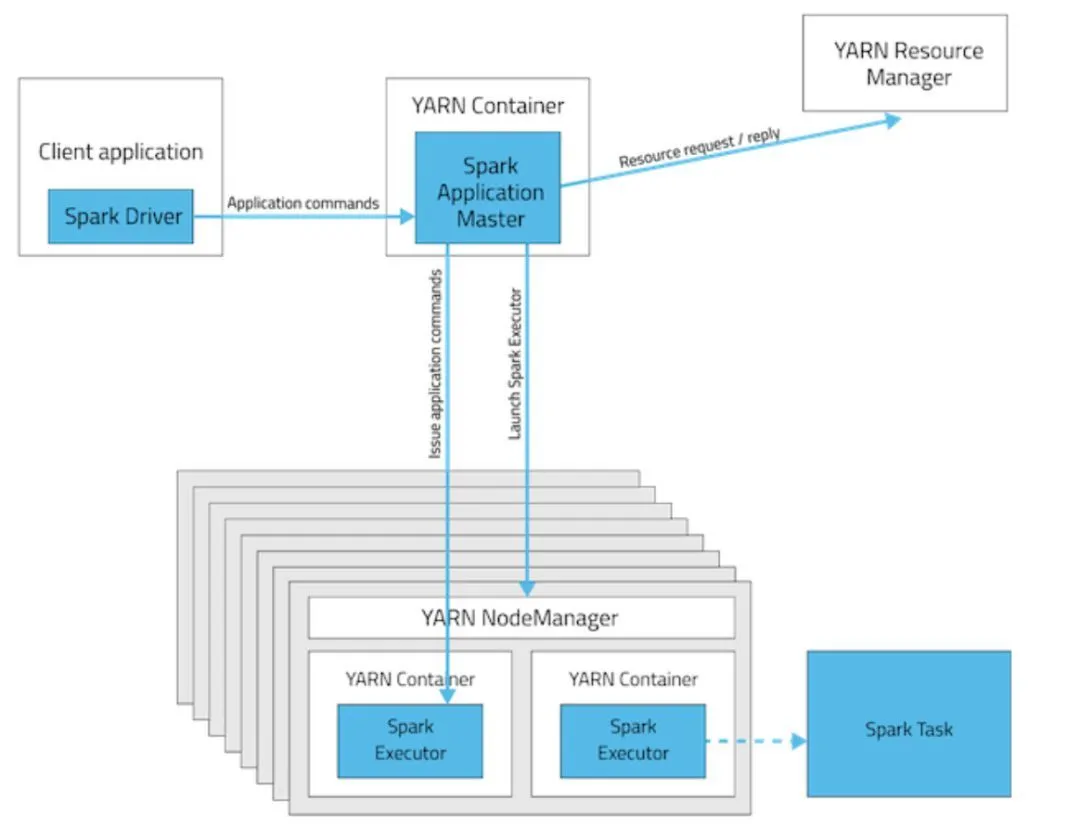 YARN Resource
Manager
YARN Container
Client application
Spark
Application
Master
Spark Driver
Application commands
Resource request / reply
Issue application commands
Launch Spark Executor
YARN NodeManager
YARN Container
YARN Container
Spark
Executor
Spark
Executor
Spark Task